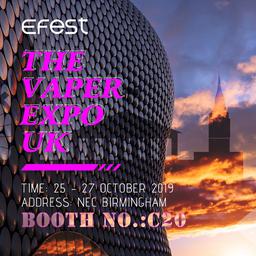 efest
THE
VAPER
EXPO
UK
TIME: 25 - 27 OCTOBER 2019
ADDRESS: NEC BIRMINGHAM
BOOTH NO.:C20